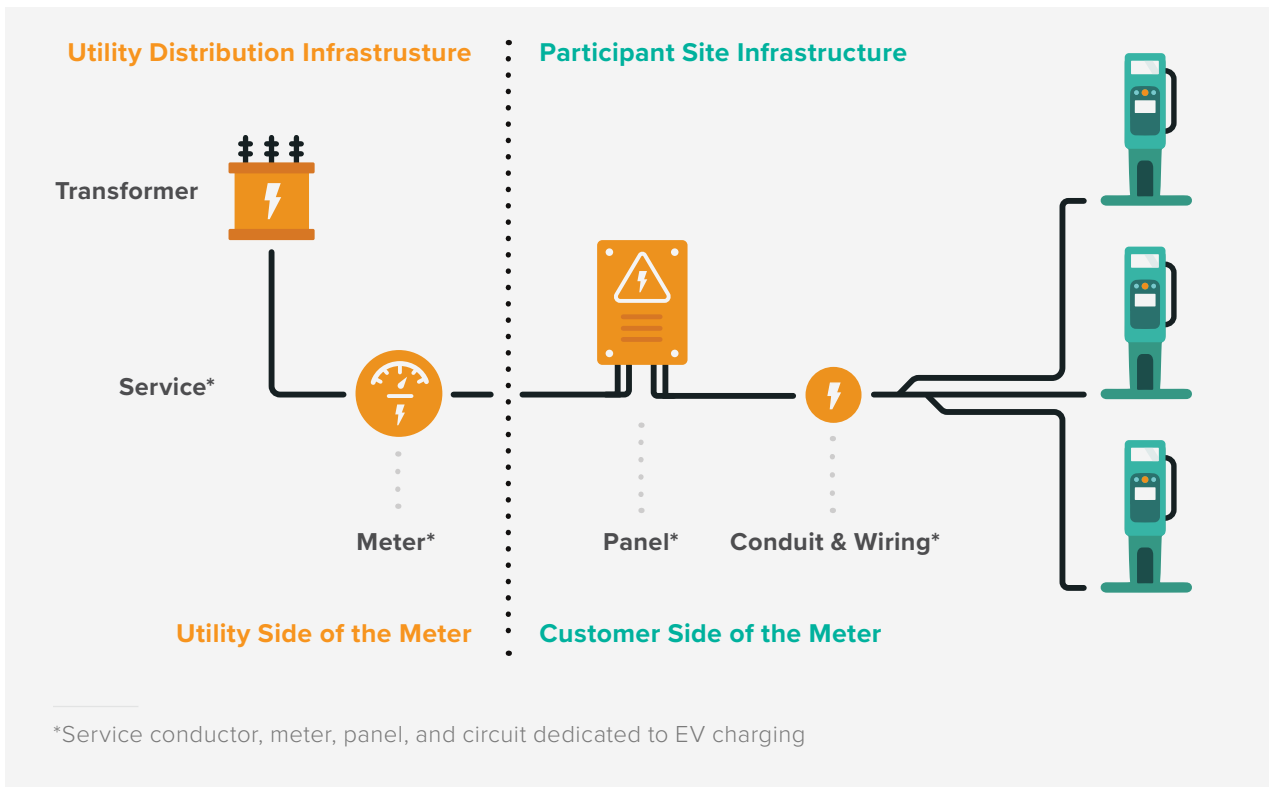 Utility Distribution Infrastrusture
Participant Site Infrastructure
Transformer
Service*
Meter*
Panel*
Conduit & Wiring*
Utility Side of the Meter
Customer Side of the Meter
*Service conductor, meter, panel, and circuit dedicated to EV charging